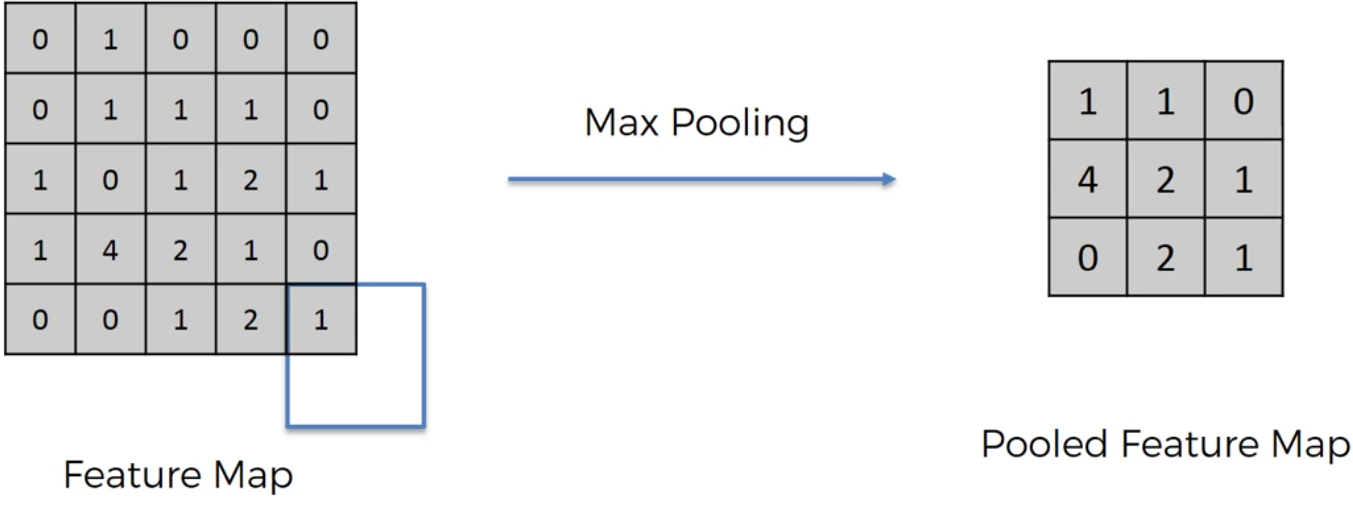 0 1 0 0 0
0 1 1 1 0
1 0 1 2 1
1 4 2 1 0
0 0 1 2 1
Feature Map
Max Pooling
1 1 0
4 2 1
0 2 1
Pooled Feature Map